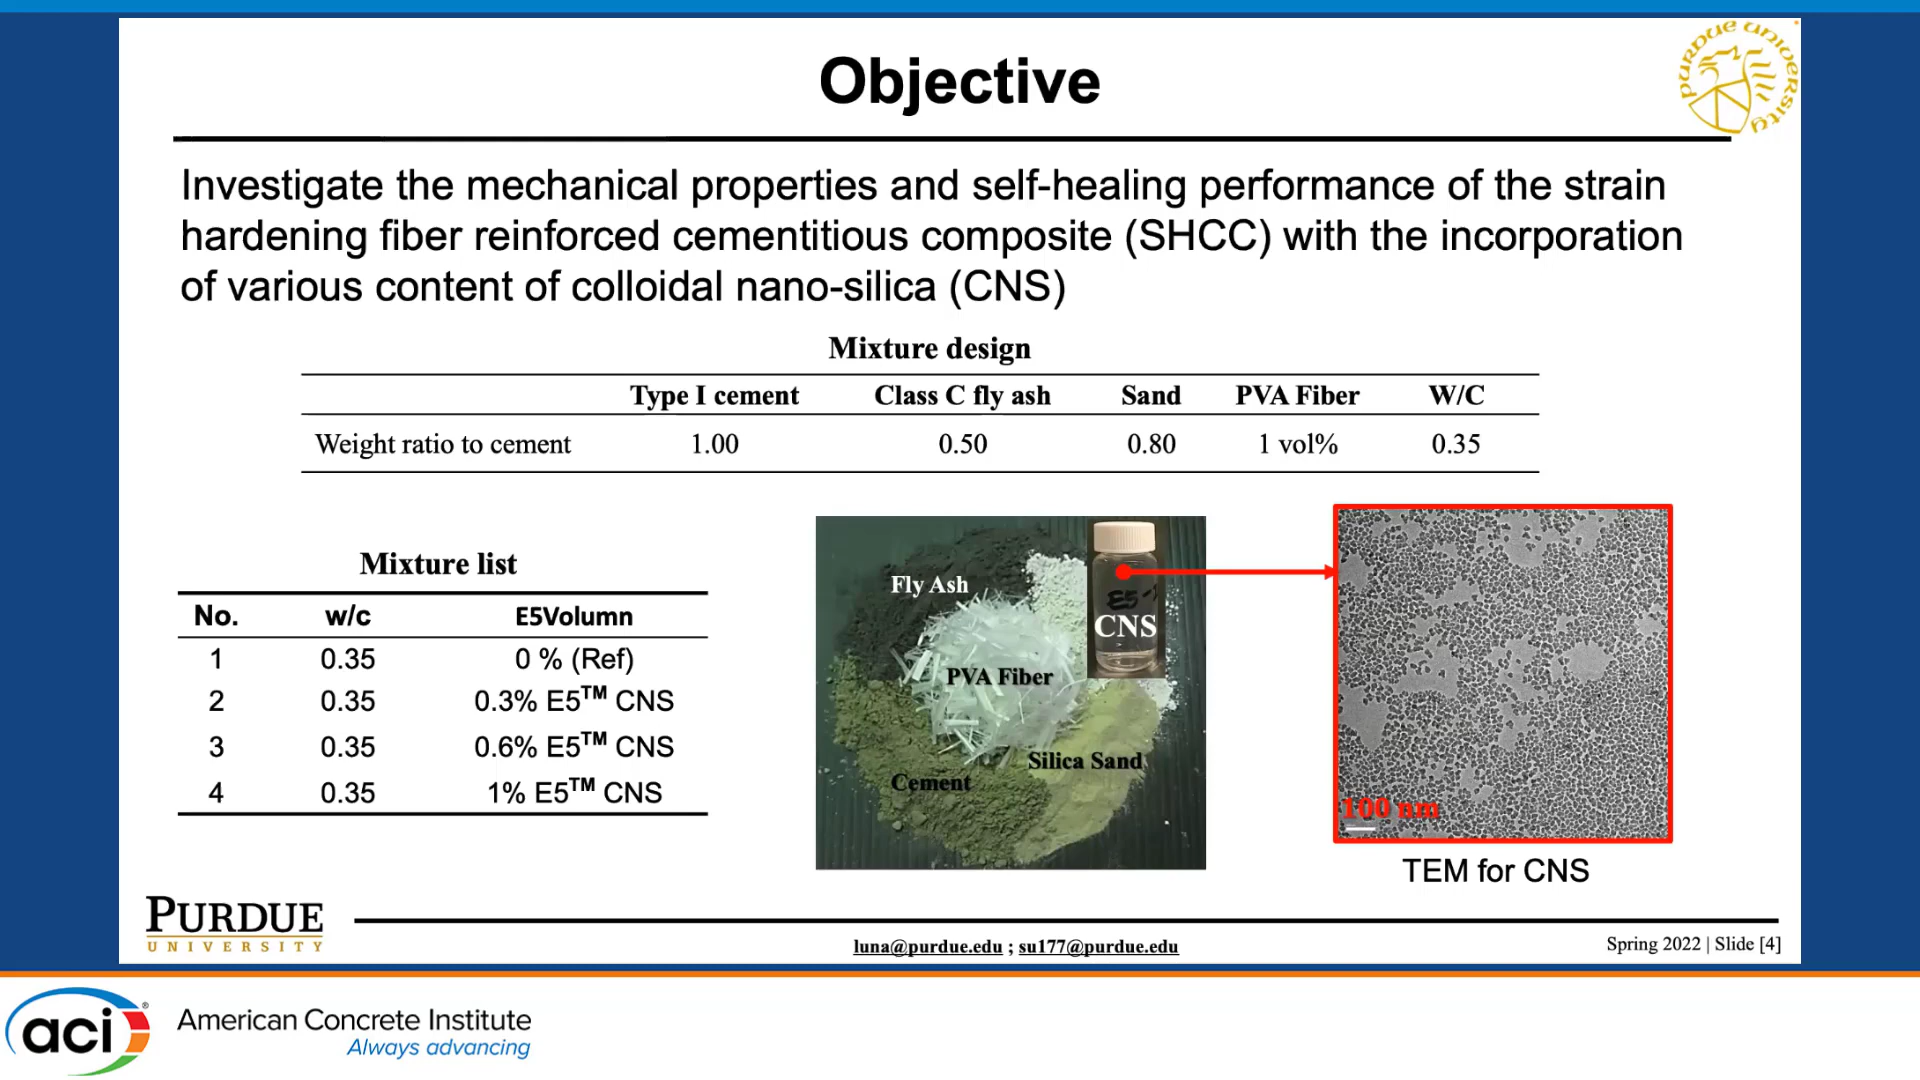 Objective
PURDUE UNIVERSITY
Investigate the mechanical properties and self-healing performance of the strain
hardening fiber reinforced cementitious composite (SHCC) with the incorporation
of various content of colloidal nano-silica (CNS)
Mixture design
Type I cement Class C fly ash Sand PVA Fiber W/C
Weight ratio to cement 1.00 0.50 0.80 1 vol% 0.35
Mixture list
No. w/c E5Volumn
1 0.35 0 % (Ref)
2 0.35 0.3% E5™ CNS
3 0.35 0.6% E5™ CNS
4 0.35 1% E5™ CNS
Fly Ash
E5
CNS
PVA Fiber
Silica Sand
Cement
100 nm
TEM for CNS
PURDUE
UNIVERSITY
luna@purdue.edu ; su177@purdue.edu
Spring 2022 | Slide [4]
aci®
American Concrete Institute
Always advancing